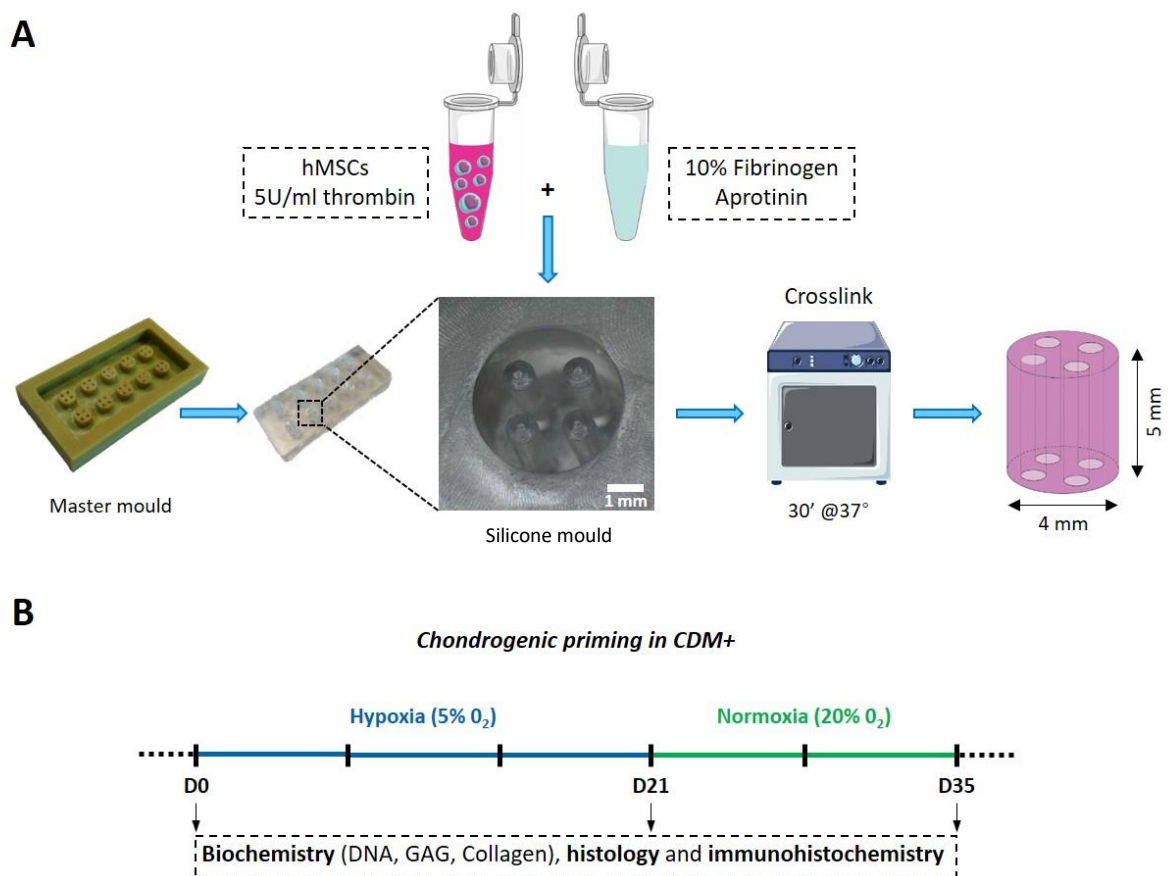 A
hMSCs
5U/ml thrombin
+
10% Fibrinogen
Aprotinin
Crosslink
Master mould
1 mm
Silicone mould
30’ @37°
5 mm
4 mm
B
Chondrogenic priming in CDM+
Hypoxia (5% 0₂)
Normoxia (20% 0₂)
D0
D21
D35
Biochemistry (DNA, GAG, Collagen), histology and immunohistochemistry